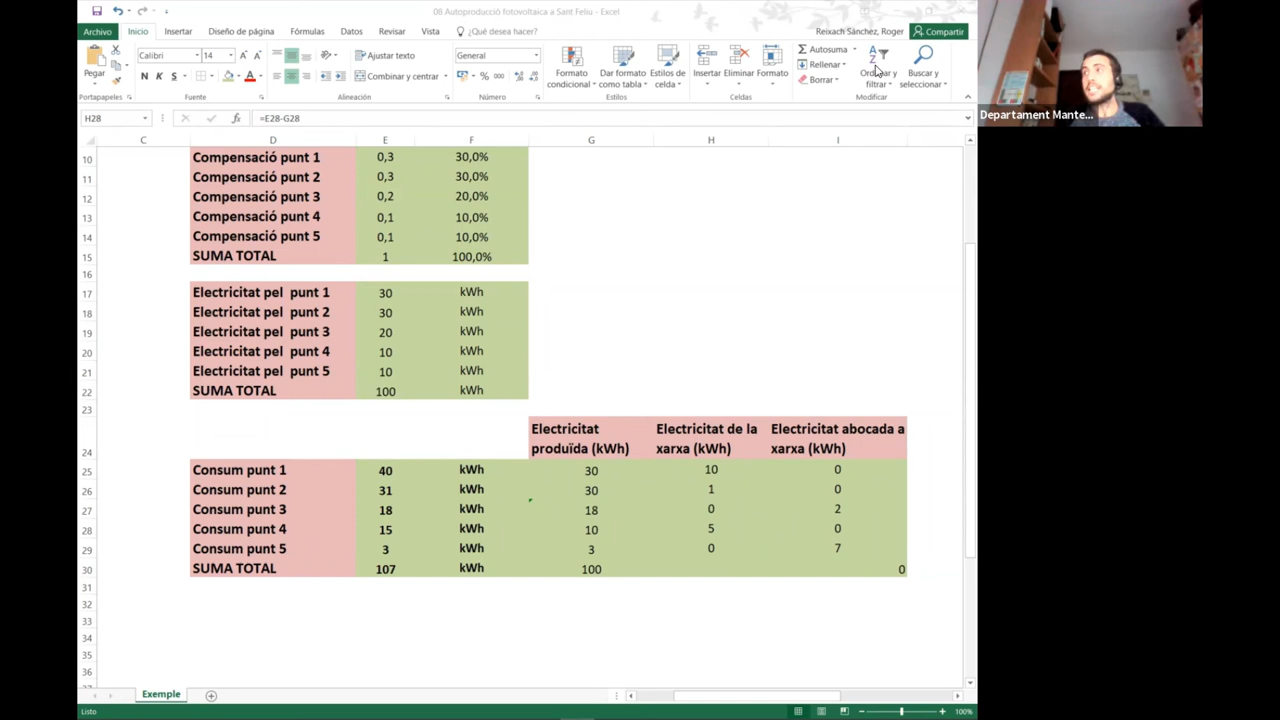 08 Autoproducció fotovoltaica a Sant Feliu - Excel
Archivo Inicio Insertar Diseño de página Fórmulas Datos Revisar Vista ¿Qué desea hacer? Reixach Sánchez, Roger Compartir
Pegar
Calibri 14
N K S
Ajustar texto
Combinar y centrar
General
Formato condicional
Dar formato como tabla
Estilos de celda
Insertar Eliminar Formato
Autosuma
Rellenar
Borrar
Ordenar y filtrar
Buscar y seleccionar
Portapapeles Fuente Alineación Número Estilos Celdas Modificar
Departament Mante...
H28 fx =E28-G28
C D E F G H I
10 Compensació punt 1 0,3 30,0%
11 Compensació punt 2 0,3 30,0%
12 Compensació punt 3 0,2 20,0%
13 Compensació punt 4 0,1 10,0%
14 Compensació punt 5 0,1 10,0%
15 SUMA TOTAL 1 100,0%
16
17 Electricitat pel punt 1 30 kWh
18 Electricitat pel punt 2 30 kWh
19 Electricitat pel punt 3 20 kWh
20 Electricitat pel punt 4 10 kWh
21 Electricitat pel punt 5 10 kWh
22 SUMA TOTAL 100 kWh
23
Electricitat Electricitat de la Electricitat abocada a
24 produïda (kWh) xarxa (kWh) xarxa (kWh)
25 Consum punt 1 40 kWh 30 10 0
26 Consum punt 2 31 kWh 30 1 0
27 Consum punt 3 18 kWh 18 0 2
28 Consum punt 4 15 kWh 10 5 0
29 Consum punt 5 3 kWh 3 0 7
30 SUMA TOTAL 107 kWh 100 0
31
32
33
34
35
36
Exemple
Listo 100%